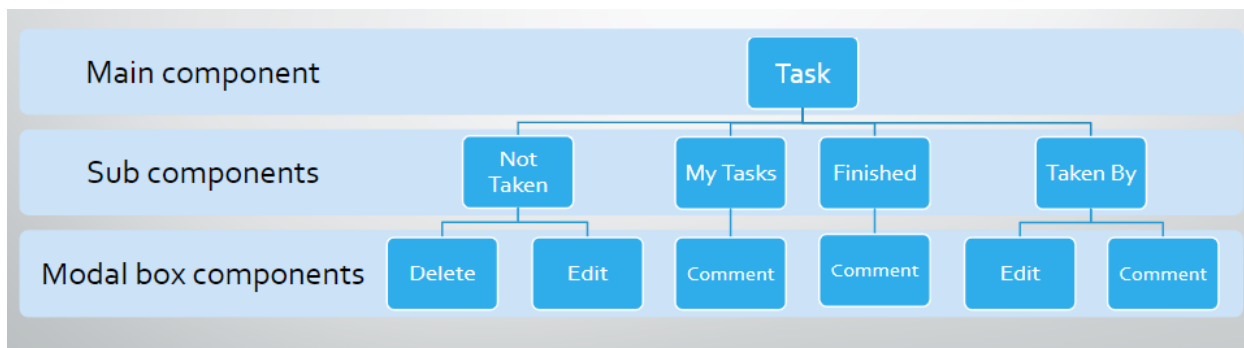 Main component
Task
Sub components
Not
Taken
My Tasks
Finished
Taken By
Modal box components
Delete
Edit
Comment
Comment
Edit
Comment